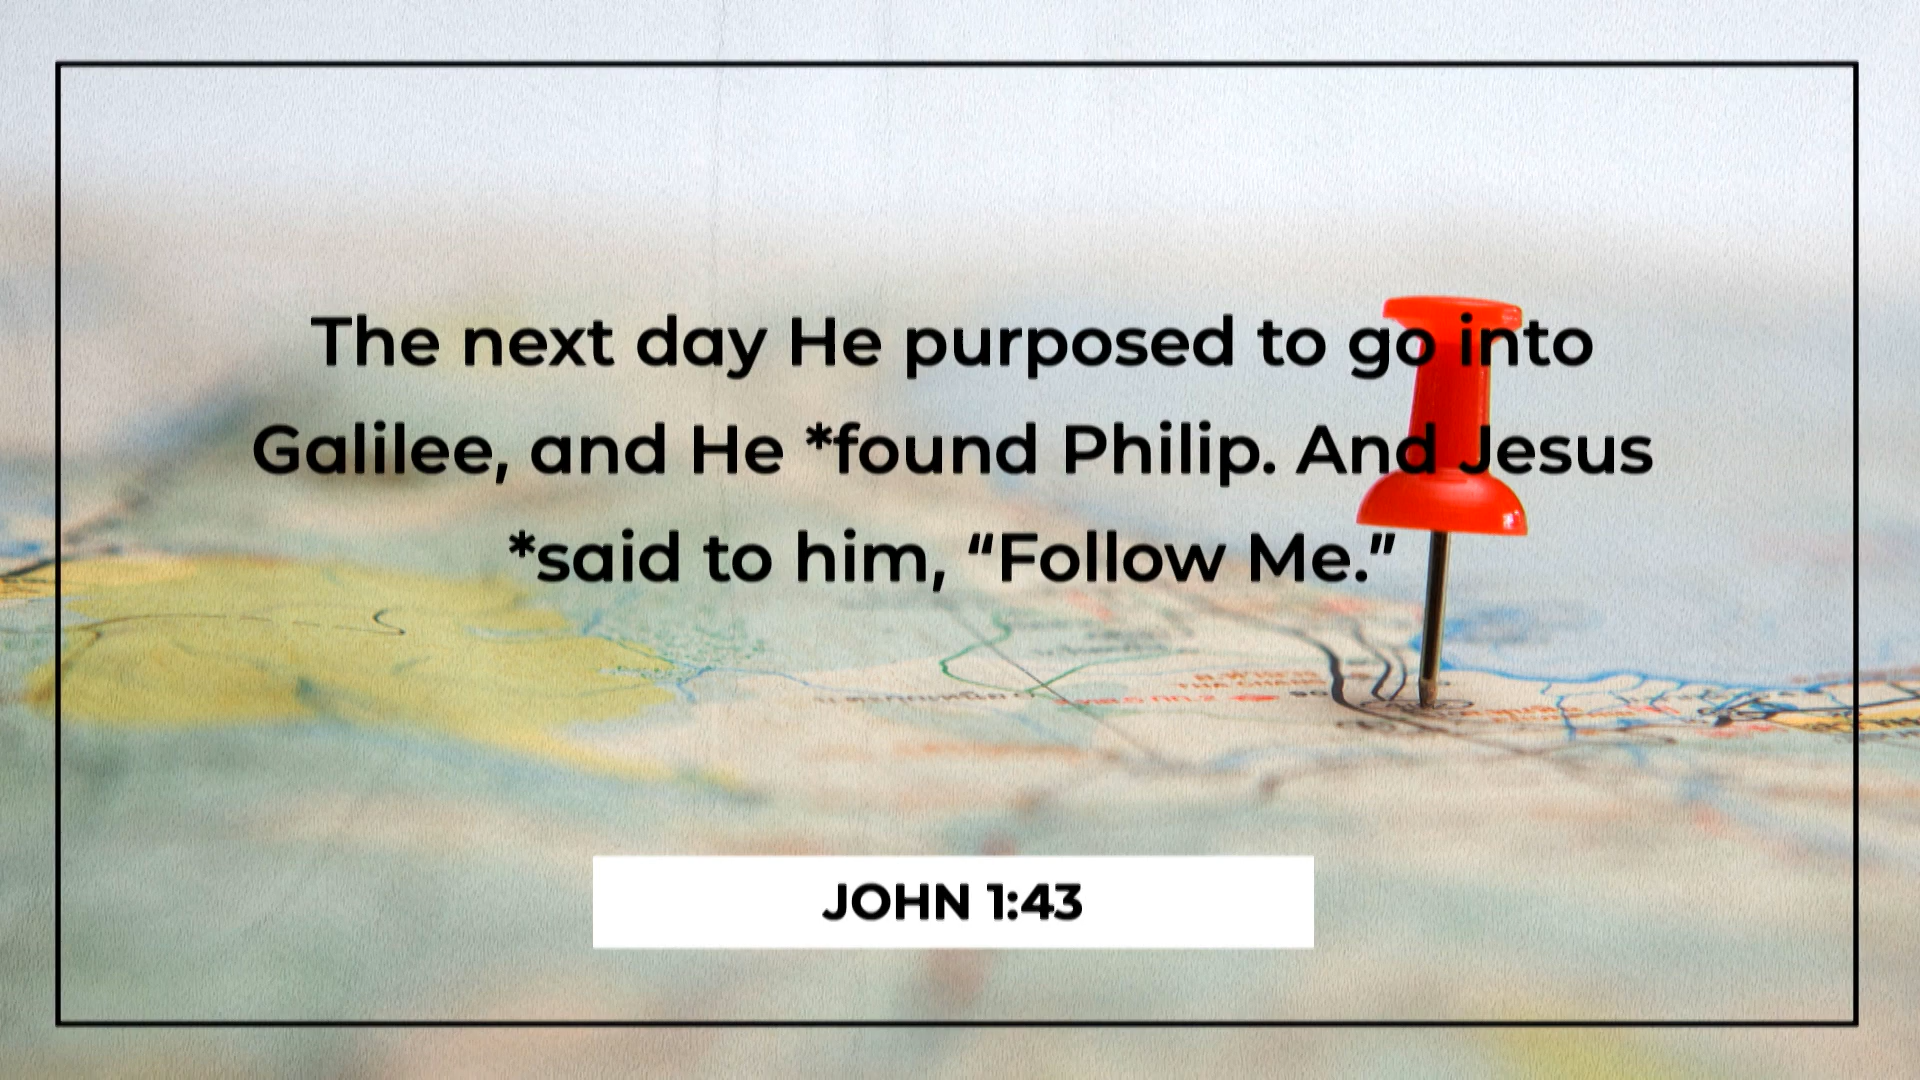 The next day He purposed to go into
Galilee, and He *found Philip. And Jesus
*said to him, “Follow Me.”
JOHN 1:43